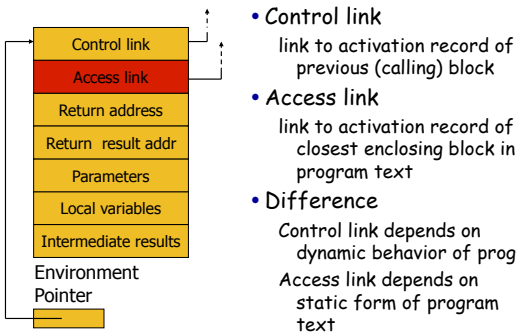 Control link
Access link
Return address
Return result addr
Parameters
Local variables
Intermediate results
Environment
Pointer
• Control link
link to activation record of
previous (calling) block
• Access link
link to activation record of
closest enclosing block in
program text
• Difference
Control link depends on
dynamic behavior of prog
Access link depends on
static form of program
text